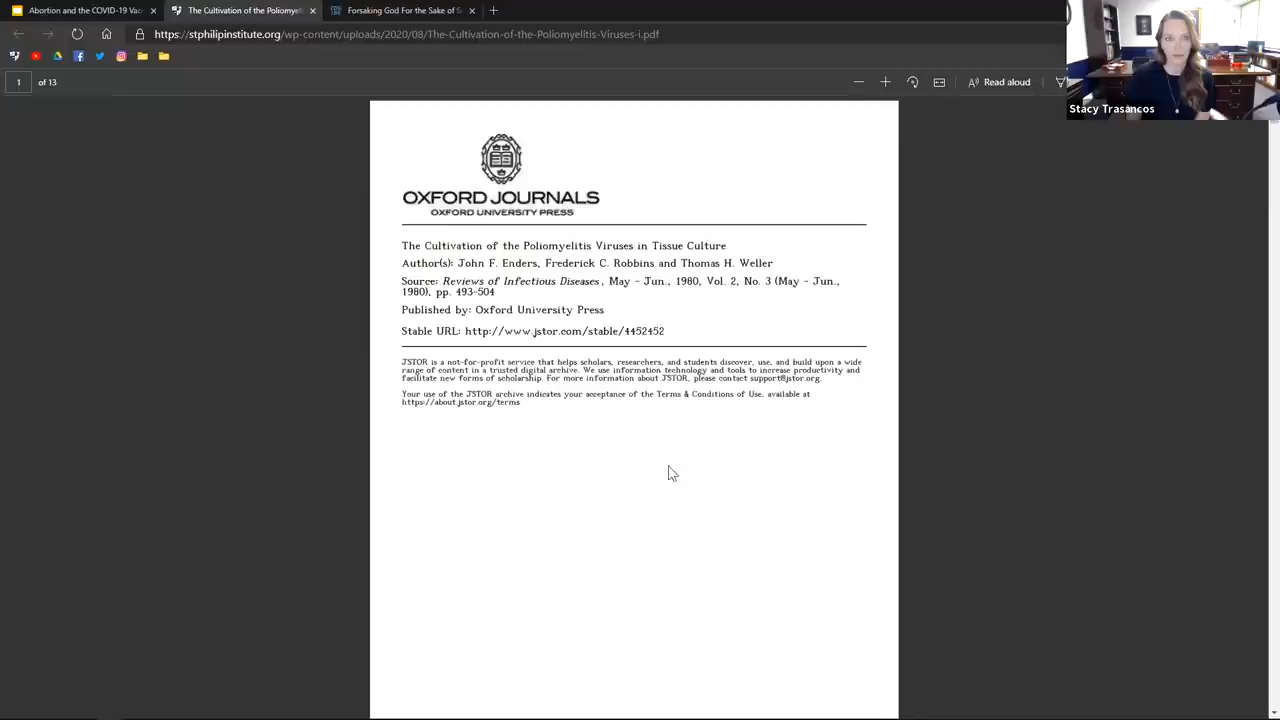 Abortion and the COVID-19 Vac
The Cultivation of the Poliomyeli
Forsaking God For the Sake of
https://stphilipinstitute.org/wp-content/uploads/2020/08/The-Cultivation-of-the-Poliomyelitis-Viruses-i.pdf
1 of 13
Read aloud
Stacy Trasancos
OXFORD JOURNALS
OXFORD UNIVERSITY PRESS
The Cultivation of the Poliomyelitis Viruses in Tissue Culture
Author(s): John F. Enders, Frederick C. Robbins and Thomas H. Weller
Source: Reviews of Infectious Diseases, May - Jun., 1980, Vol. 2, No. 3 (May - Jun.,
1980), pp. 493-504
Published by: Oxford University Press
Stable URL: http://www.jstor.com/stable/4452452
JSTOR is a not-for-profit service that helps scholars, researchers, and students discover, use, and build upon a wide
range of content in a trusted digital archive. We use information technology and tools to increase productivity and
facilitate new forms of scholarship. For more information about JSTOR, please contact support@jstor.org.
Your use of the JSTOR archive indicates your acceptance of the Terms & Conditions of Use, available at
https://about.jstor.org/terms